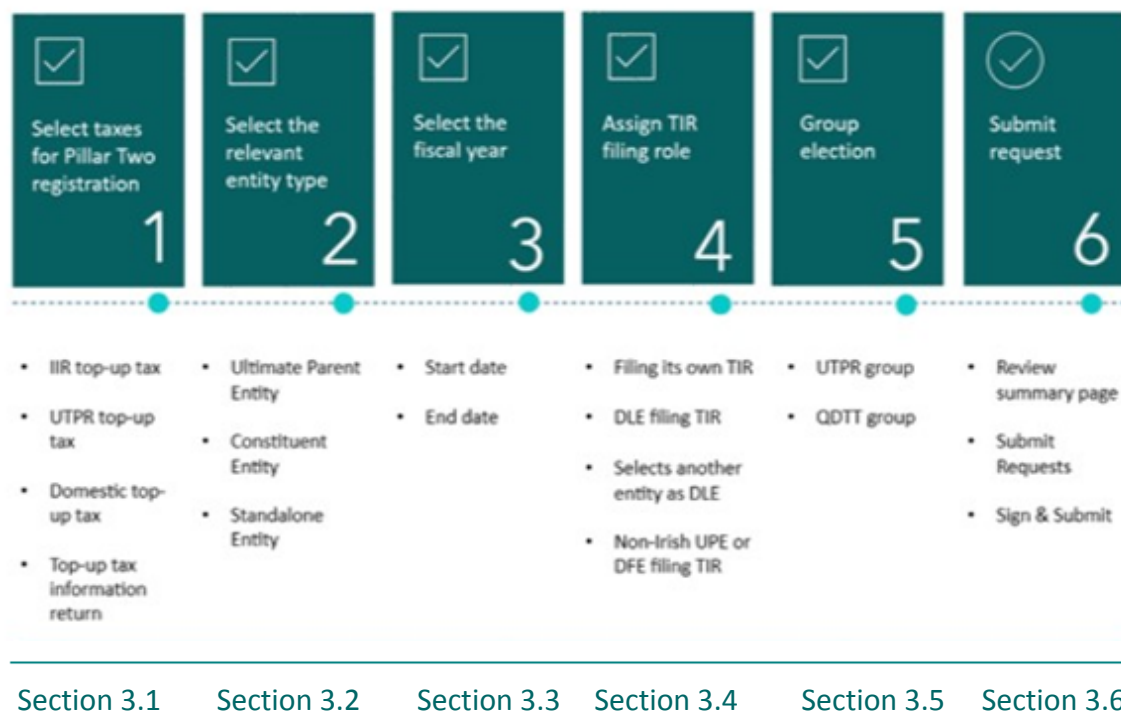 Select taxes
for Pillar Two
registration
1
Select the
relevant
entity type
2
Select the
fiscal year
3
Assign TIR
filing role
4
Group
election
5
Submit
request
6
• IIR top-up tax
• UTPR top-up
tax
• Domestic top-
up tax
• Top-up tax
information
return
• Ultimate Parent
Entity
• Constituent
Entity
• Standalone
Entity
• Start date
• End date
• Filing its own TIR
• DLE filing TIR
• Selects another
entity as DLE
• Non-Irish UPE or
DFE filing TIR
• UTPR group
• QDTT group
• Review
summary page
• Submit
Requests
• Sign & Submit
Section 3.1 Section 3.2 Section 3.3 Section 3.4 Section 3.5 Section 3.6